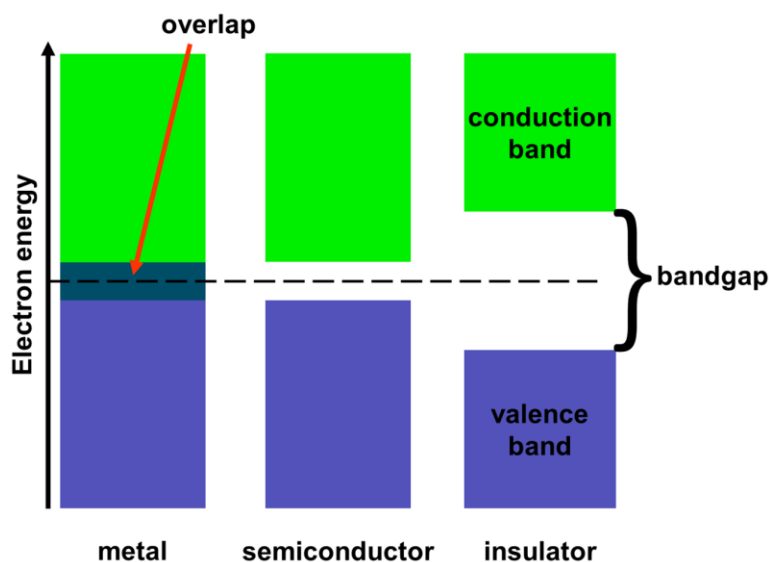 overlap
Electron energy
conduction
band
bandgap
valence
band
metal
semiconductor
insulator